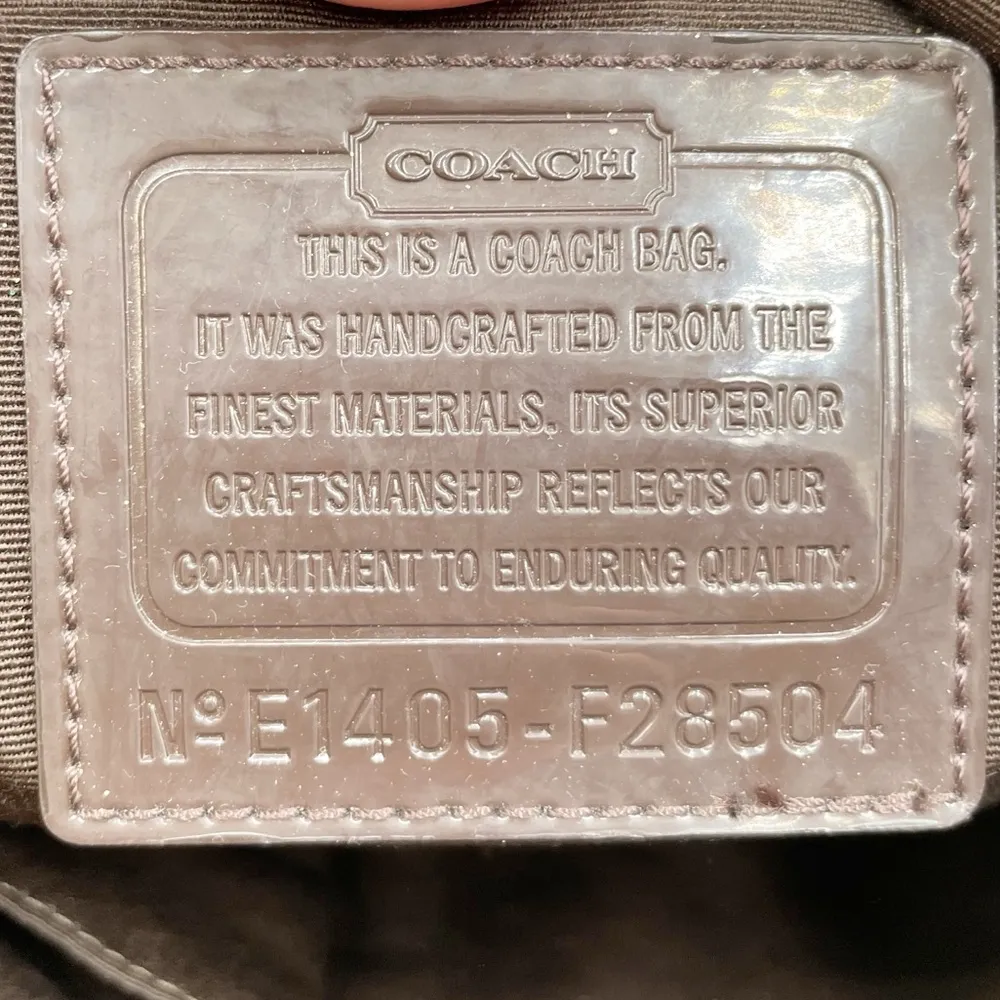 COACH
THIS IS A COACH BAG.
IT WAS HANDCRAFTED FROM THE
FINEST MATERIALS. ITS SUPERIOR
CRAFTSMANSHIP REFLECTS OUR
COMMITMENT TO ENDURING QUALITY.
Nº E1405-F28504